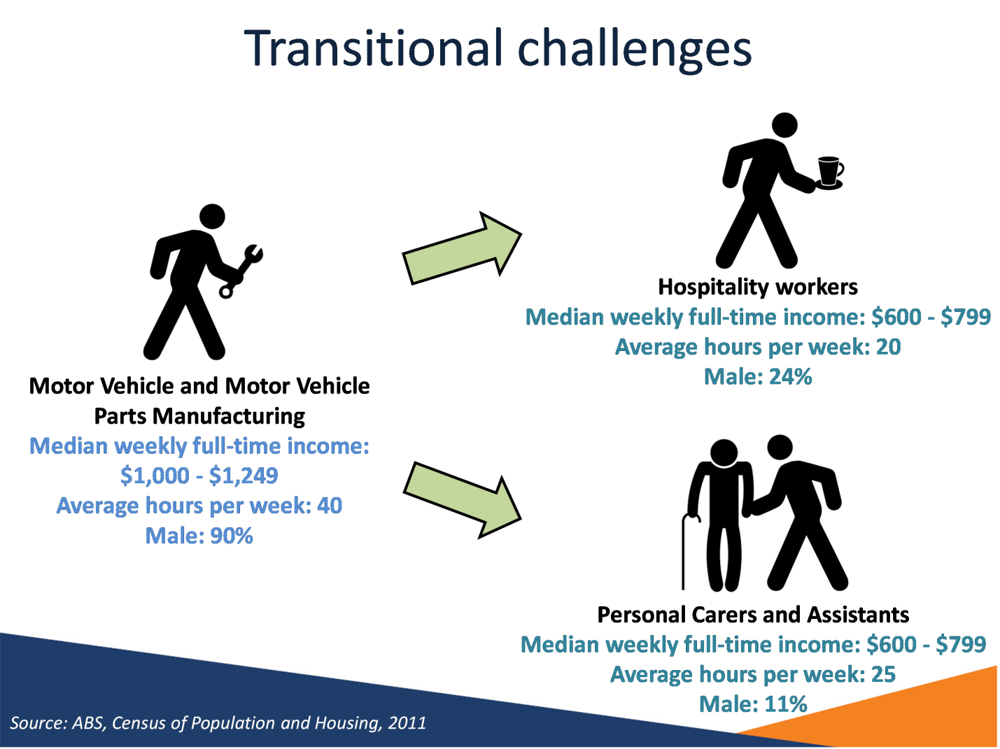 Transitional challenges
Motor Vehicle and Motor Vehicle
Parts Manufacturing
Median weekly full-time income:
$1,000 - $1,249
Average hours per week: 40
Male: 90%
Hospitality workers
Median weekly full-time income: $600 - $799
Average hours per week: 20
Male: 24%
Personal Carers and Assistants
Median weekly full-time income: $600 - $799
Average hours per week: 25
Male: 11%
Source: ABS, Census of Population and Housing, 2011